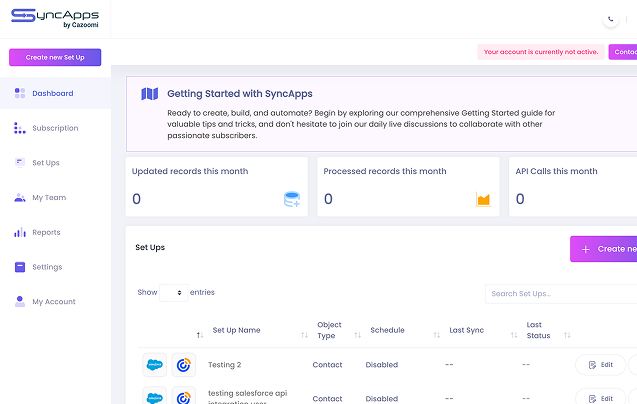 SyncApps
by Cazoomi
Create new Set Up
Your account is currently not active.
Contac
Dashboard
Subscription
Set Ups
My Team
Reports
Settings
My Account
Getting Started with SyncApps
Ready to create, build, and automate? Begin by exploring our comprehensive Getting Started guide for
valuable tips and tricks, and don't hesitate to join our daily live discussions to collaborate with other
passionate subscribers.
Updated records this month
0
Processed records this month
0
API Calls this month
0
Set Ups
Create new
Show entries
Search Set Ups...
Set Up Name
Object
Type
Schedule
Last Sync
Last
Status
Testing 2
Contact
Disabled
--
--
Edit
testing salesforce api
integration user
Contact
Disabled
--
--
Edit